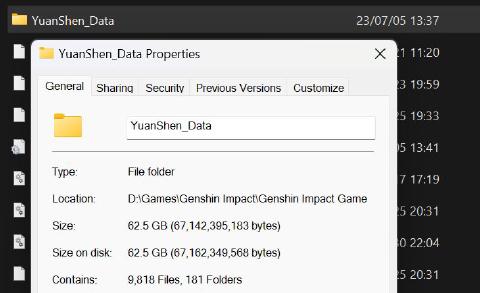 YuanShen_Data 23/07/05 13:37
YuanShen_Data Properties
21 11:20
General Sharing Security Previous Versions Customize
23 19:59
YuanShen_Data
25 19:33
05 13:41
Type: File folder
7 17:19
Location: D:\Games\Genshin Impact\Genshin Impact Game
Size: 62.5 GB (67,142,395,183 bytes)
25 20:31
Size on disk: 62.5 GB (67,162,349,568 bytes)
30 22:04
Contains: 9,818 Files, 181 Folders
25 20:31